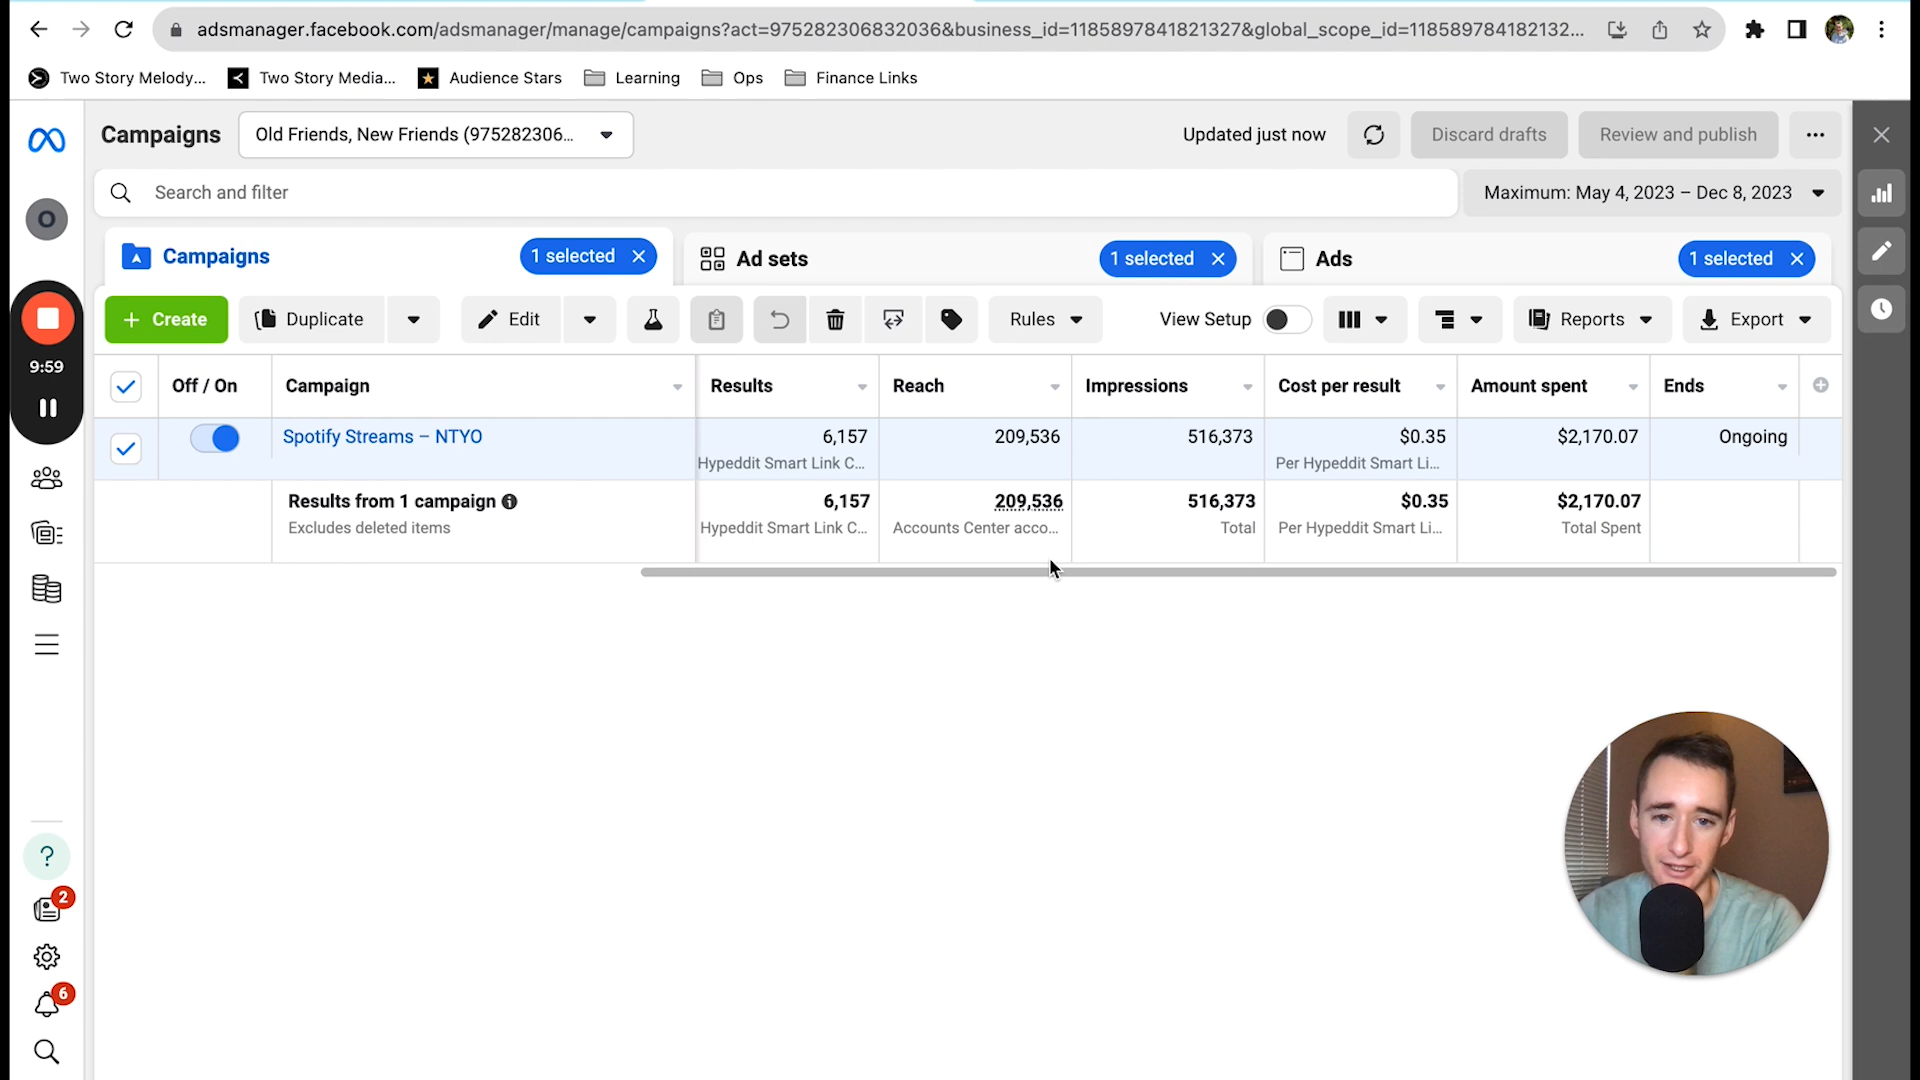 adsmanager.facebook.com/adsmanager/manage/campaigns?act=975282306832036&business_id=1185897841821327&global_scope_id=118589784182132...
Two Story Melody... Two Story Media... Audience Stars Learning Ops Finance Links
Campaigns Old Friends, New Friends (975282306... Updated just now Discard drafts Review and publish
Search and filter Maximum: May 4, 2023 – Dec 8, 2023
O
Campaigns 1 selected Ad sets 1 selected Ads 1 selected
+ Create Duplicate Edit Rules View Setup Reports Export
9:59
Off / On Campaign Results Reach Impressions Cost per result Amount spent Ends
Spotify Streams – NTYO 6,157 209,536 516,373 $0.35 $2,170.07 Ongoing
Hypeddit Smart Link C... Per Hypeddit Smart Li...
Results from 1 campaign 6,157 209,536 516,373 $0.35 $2,170.07
Excludes deleted items Hypeddit Smart Link C... Accounts Center acco... Total Per Hypeddit Smart Li... Total Spent
?
2
6